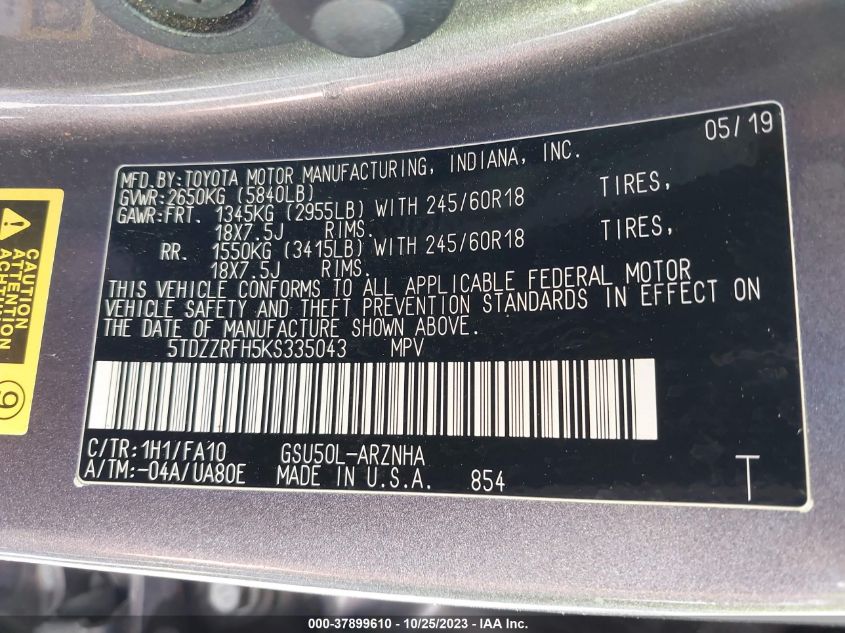 05/19
MFD.BY:TOYOTA MOTOR MANUFACTURING, INDIANA, INC.
GVWR:2650KG (5840LB)
GAWR:FRT. 1345KG (2955LB) WITH 245/60R18 TIRES,
18X7.5J RIMS.
RR. 1550KG (3415LB) WITH 245/60R18 TIRES,
18X7.5J RIMS.
THIS VEHICLE CONFORMS TO ALL APPLICABLE FEDERAL MOTOR
VEHICLE SAFETY AND THEFT PREVENTION STANDARDS IN EFFECT ON
THE DATE OF MANUFACTURE SHOWN ABOVE.
5TDZZRFH5KS335043 MPV
C/TR:1H1/FA10 GSU50L-ARZNHA
A/TM:-04A/UA80E MADE IN U.S.A. 854 T
CAUTION
ATTENTION
9
000-37899610 - 10/25/2023 - IAA Inc.